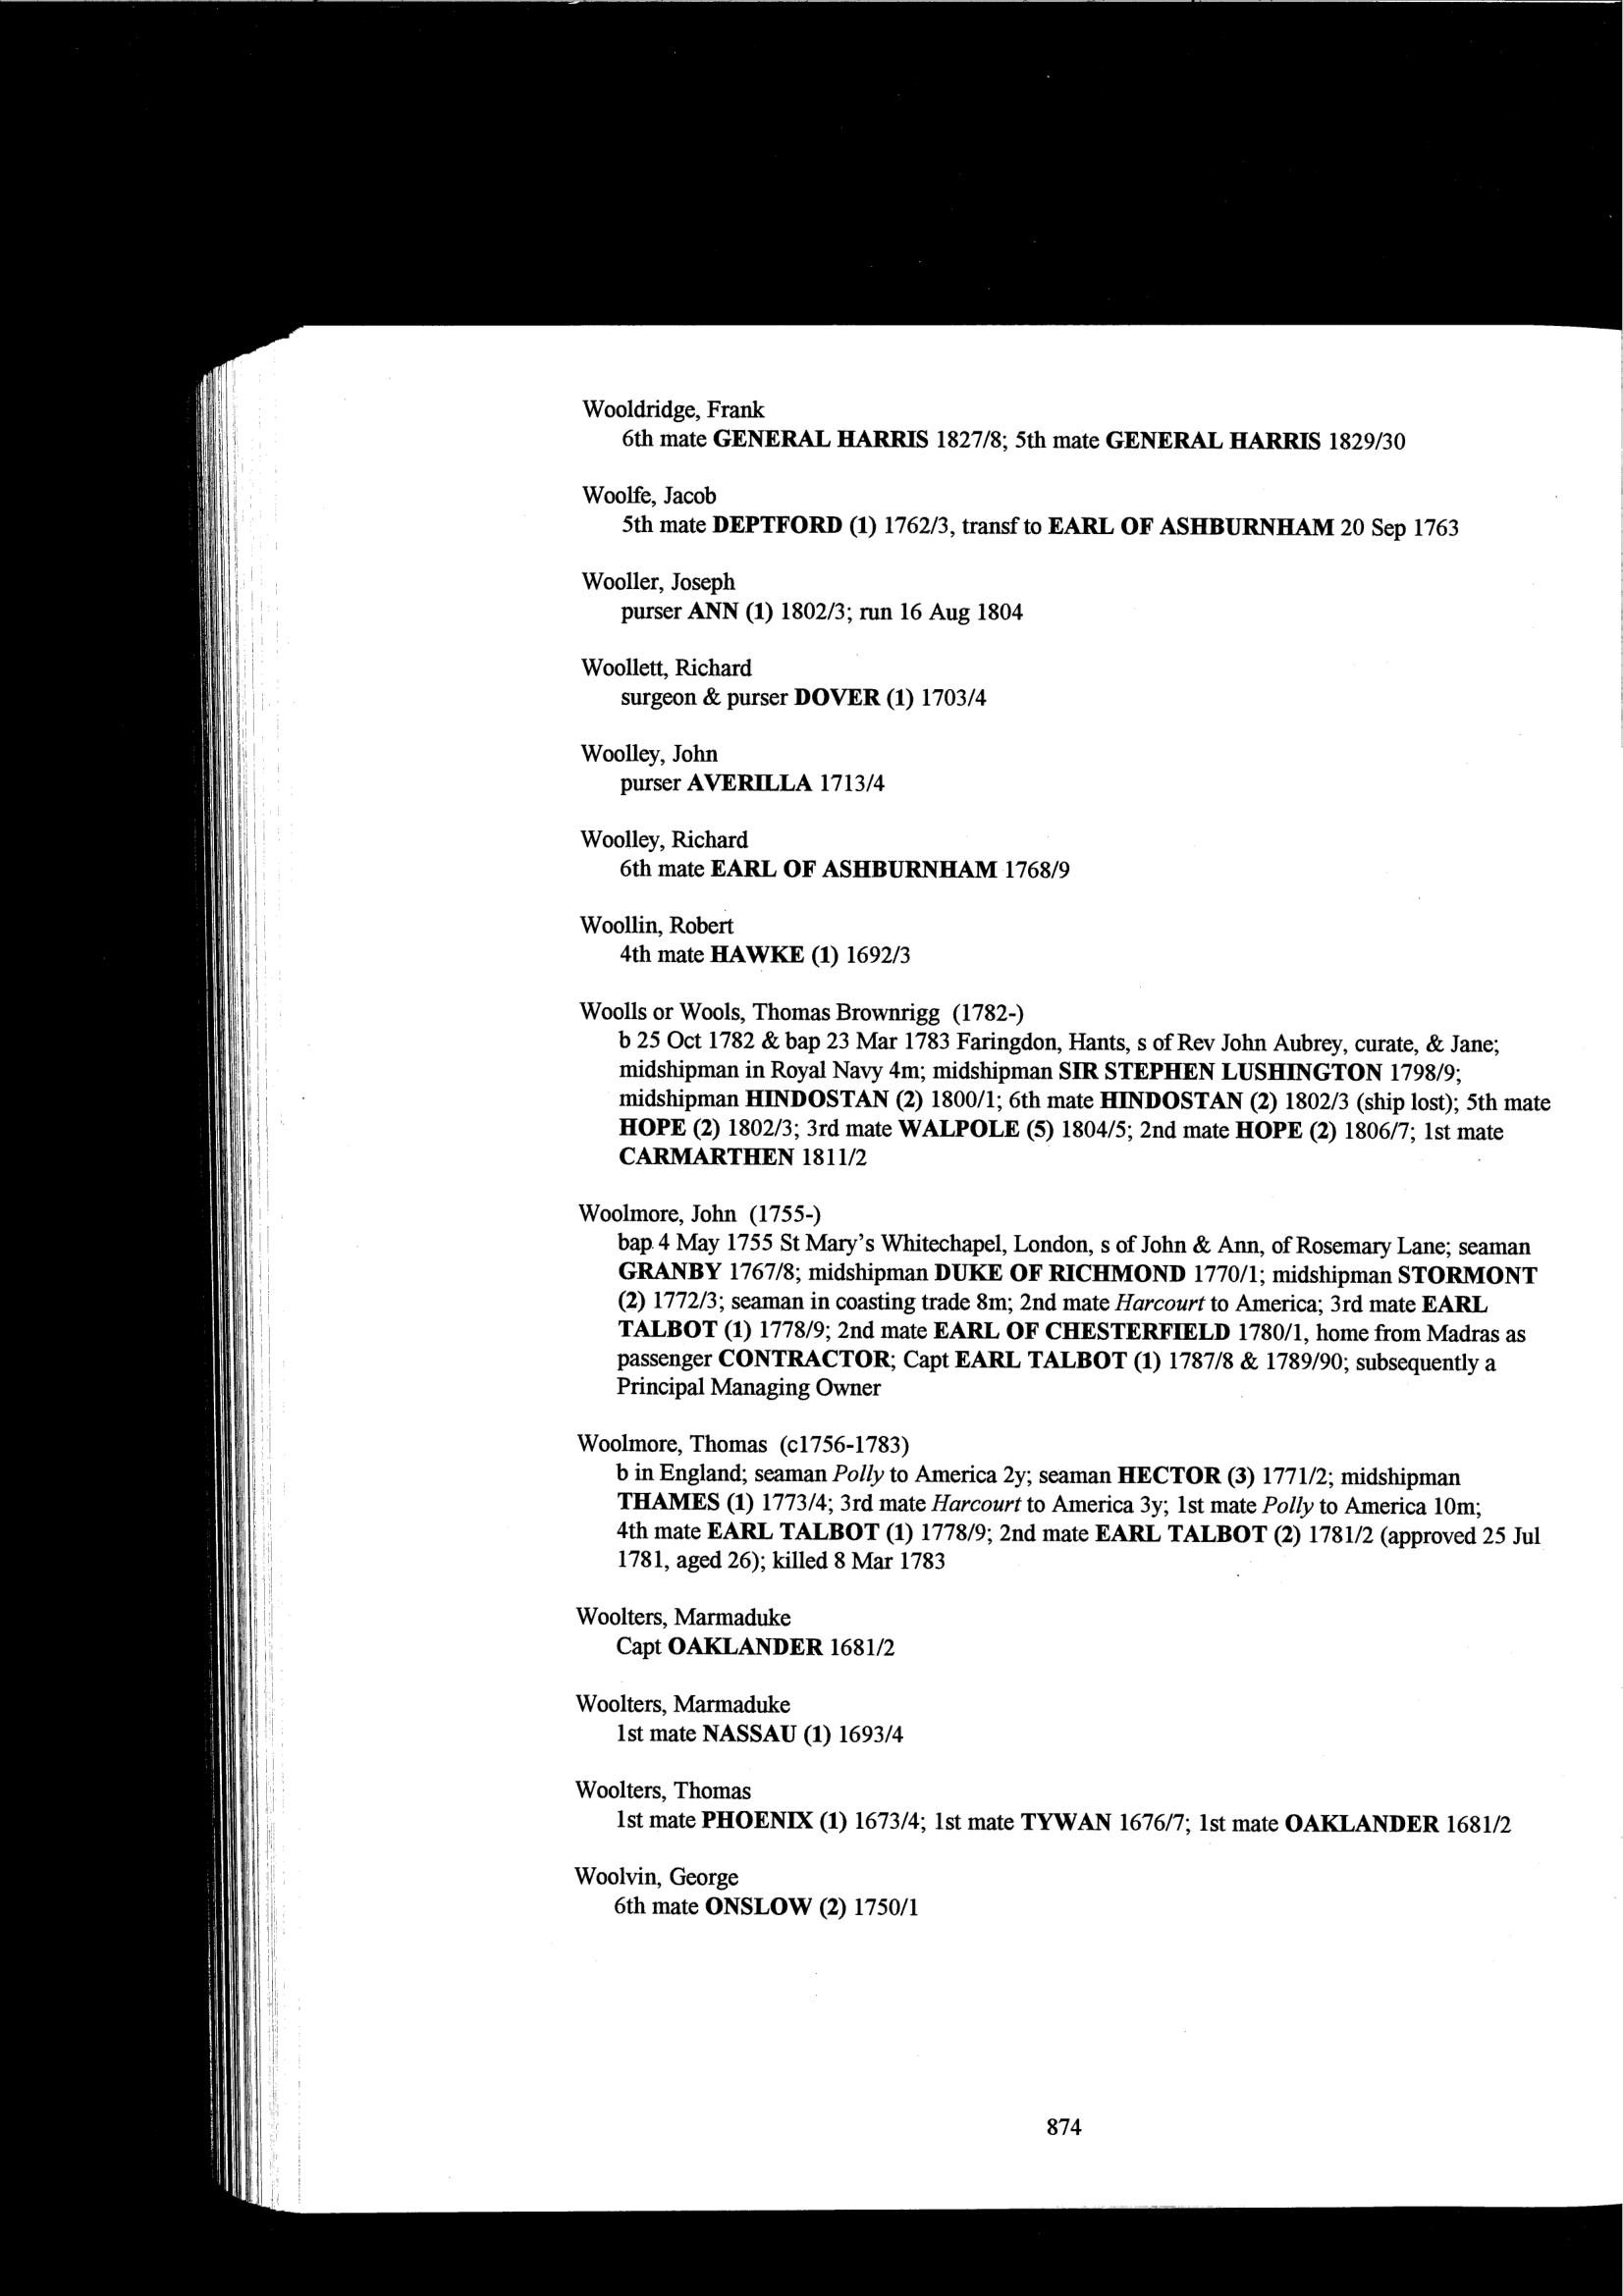 Wooldridge, Frank
6th mate GENERAL HARRIS 1827/8; 5th mate GENERAL HARRIS 1829/30
Woolfe, Jacob
5th mate DEPTFORD (1) 1762/3, transf to EARL OF ASHBURNHAM 20 Sep 1763
Wooller, Joseph
purser ANN (1) 1802/3; run 16 Aug 1804
Woollett, Richard
surgeon & purser DOVER (1) 1703/4
Woolley, John
purser AVERILLA 1713/4
Woolley, Richard
6th mate EARL OF ASHBURNHAM 1768/9
Woollin, Robert
4th mate HAWKE (1) 1692/3
Woolls or Wools, Thomas Brownrigg (1782-)
b 25 Oct 1782 & bap 23 Mar 1783 Faringdon, Hants, s of Rev John Aubrey, curate, & Jane;
midshipman in Royal Navy 4m; midshipman SIR STEPHEN LUSHINGTON 1798/9;
midshipman HINDOSTAN (2) 1800/1; 6th mate HINDOSTAN (2) 1802/3 (ship lost); 5th mate
HOPE (2) 1802/3; 3rd mate WALPOLE (5) 1804/5; 2nd mate HOPE (2) 1806/7; 1st mate
CARMARTHEN 1811/2
Woolmore, John (1755-)
bap 4 May 1755 St Mary's Whitechapel, London, s of John & Ann, of Rosemary Lane; seaman
GRANBY 1767/8; midshipman DUKE OF RICHMOND 1770/1; midshipman STORMONT
(2) 1772/3; seaman in coasting trade 8m; 2nd mate Harcourt to America; 3rd mate EARL
TALBOT (1) 1778/9; 2nd mate EARL OF CHESTERFIELD 1780/1, home from Madras as
passenger CONTRACTOR; Capt EARL TALBOT (1) 1787/8 & 1789/90; subsequently a
Principal Managing Owner
Woolmore, Thomas (c1756-1783)
b in England; seaman Polly to America 2y; seaman HECTOR (3) 1771/2; midshipman
THAMES (1) 1773/4; 3rd mate Harcourt to America 3y; 1st mate Polly to America 10m;
4th mate EARL TALBOT (1) 1778/9; 2nd mate EARL TALBOT (2) 1781/2 (approved 25 Jul
1781, aged 26); killed 8 Mar 1783
Woolters, Marmaduke
Capt OAKLANDER 1681/2
Woolters, Marmaduke
1st mate NASSAU (1) 1693/4
Woolters, Thomas
1st mate PHOENIX (1) 1673/4; 1st mate TYWAN 1676/7; 1st mate OAKLANDER 1681/2
Woolvin, George
6th mate ONSLOW (2) 1750/1
874